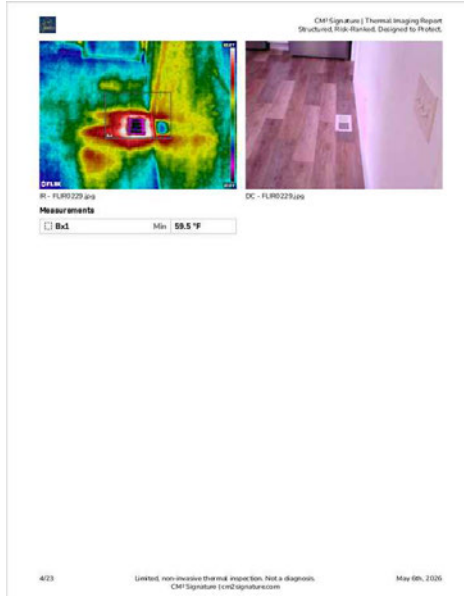 CM² Signature | Thermal Imaging Report
Structured, Risk-Ranked, Designed to Protect.
FLIR
IR - FLIR0229.jpg
DC - FLIR0229.jpg
Measurements
Bx1 Min 59.5 °F
4/23
Limited, non-invasive thermal inspection. Not a diagnosis.
CM² Signature | cm2signature.com
May 6th, 2026